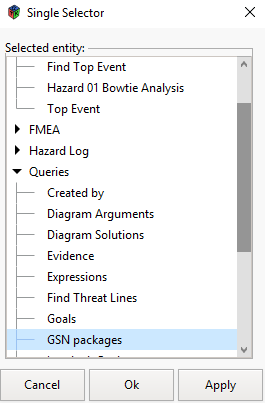 Single Selector
Selected entity:
Find Top Event
Hazard 01 Bowtie Analysis
Top Event
FMEA
Hazard Log
Queries
Created by
Diagram Arguments
Diagram Solutions
Evidence
Expressions
Find Threat Lines
Goals
GSN packages
Cancel Ok Apply